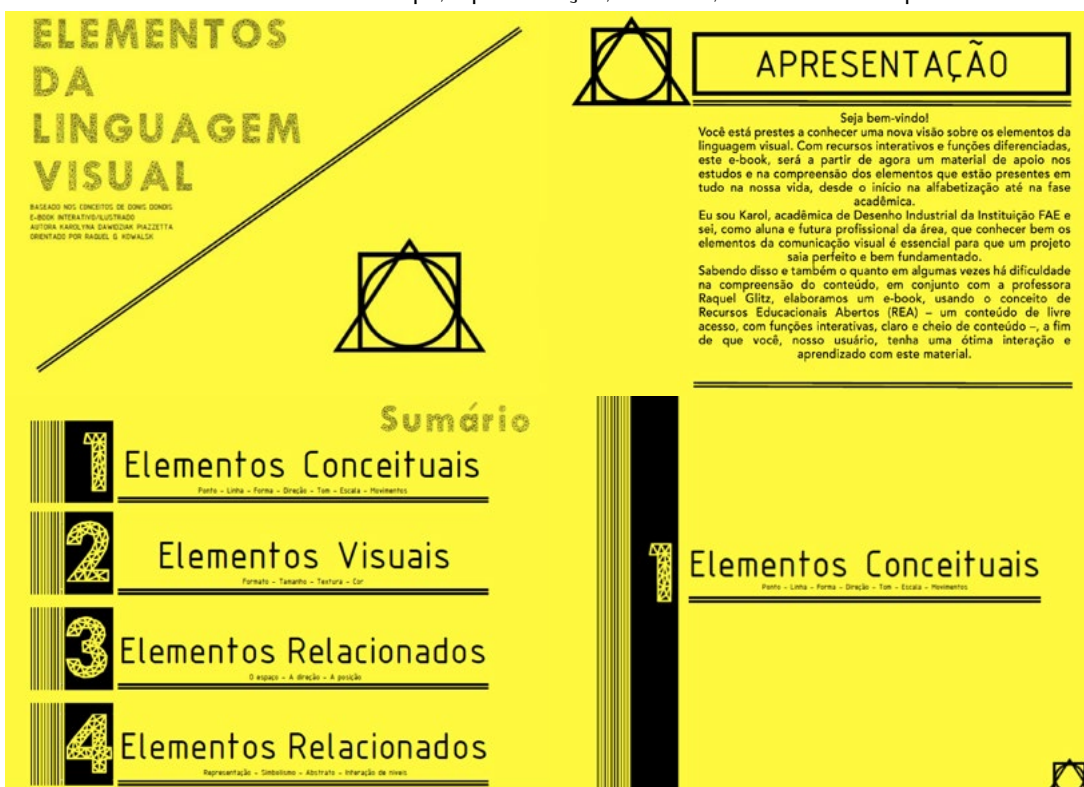 ELEMENTOS
DA
LINGUAGEM
VISUAL
BASEADO NOS CONCEITOS DE DONIS DONDIS
E-BOOK INTERATIVO/ILUSTRADO
AUTORA KAROLYNA DAWIDZIAK PIAZZETTA
ORIENTADO POR RAQUEL G. KOWALSK
APRESENTAÇÃO
Seja bem-vindo!
Você está prestes a conhecer uma nova visão sobre os elementos da
linguagem visual. Com recursos interativos e funções diferenciadas,
este e-book, será a partir de agora um material de apoio nos
estudos e na compreensão dos elementos que estão presentes em
tudo na nossa vida, desde o início na alfabetização até na fase
acadêmica.
Eu sou Karol, acadêmica de Desenho Industrial da Instituição FAE e
sei, como aluna e futura profissional da área, que conhecer bem os
elementos da comunicação visual é essencial para que um projeto
saia perfeito e bem fundamentado.
Sabendo disso e também o quanto em algumas vezes há dificuldade
na compreensão do conteúdo, em conjunto com a professora
Raquel Glitz, elaboramos um e-book, usando o conceito de
Recursos Educacionais Abertos (REA) – um conteúdo de livre
acesso, com funções interativas, claro e cheio de conteúdo –, a fim
de que você, nosso usuário, tenha uma ótima interação e
aprendizado com este material.
Sumário
1 Elementos Conceituais
Ponto - Linha - Forma - Direção - Tom - Escala - Movimentos
2 Elementos Visuais
Formato - Tamanho - Textura - Cor
3 Elementos Relacionados
O espaço - A direção - A posição
4 Elementos Relacionados
Representação - Simbolismo - Abstrato - Interação de níveis
1 Elementos Conceituais
Ponto - Linha - Forma - Direção - Tom - Escala - Movimentos